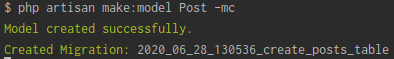 $ php artisan make:model Post -mc
Model created successfully.
Created Migration: 2020_06_28_130536_create_posts_table